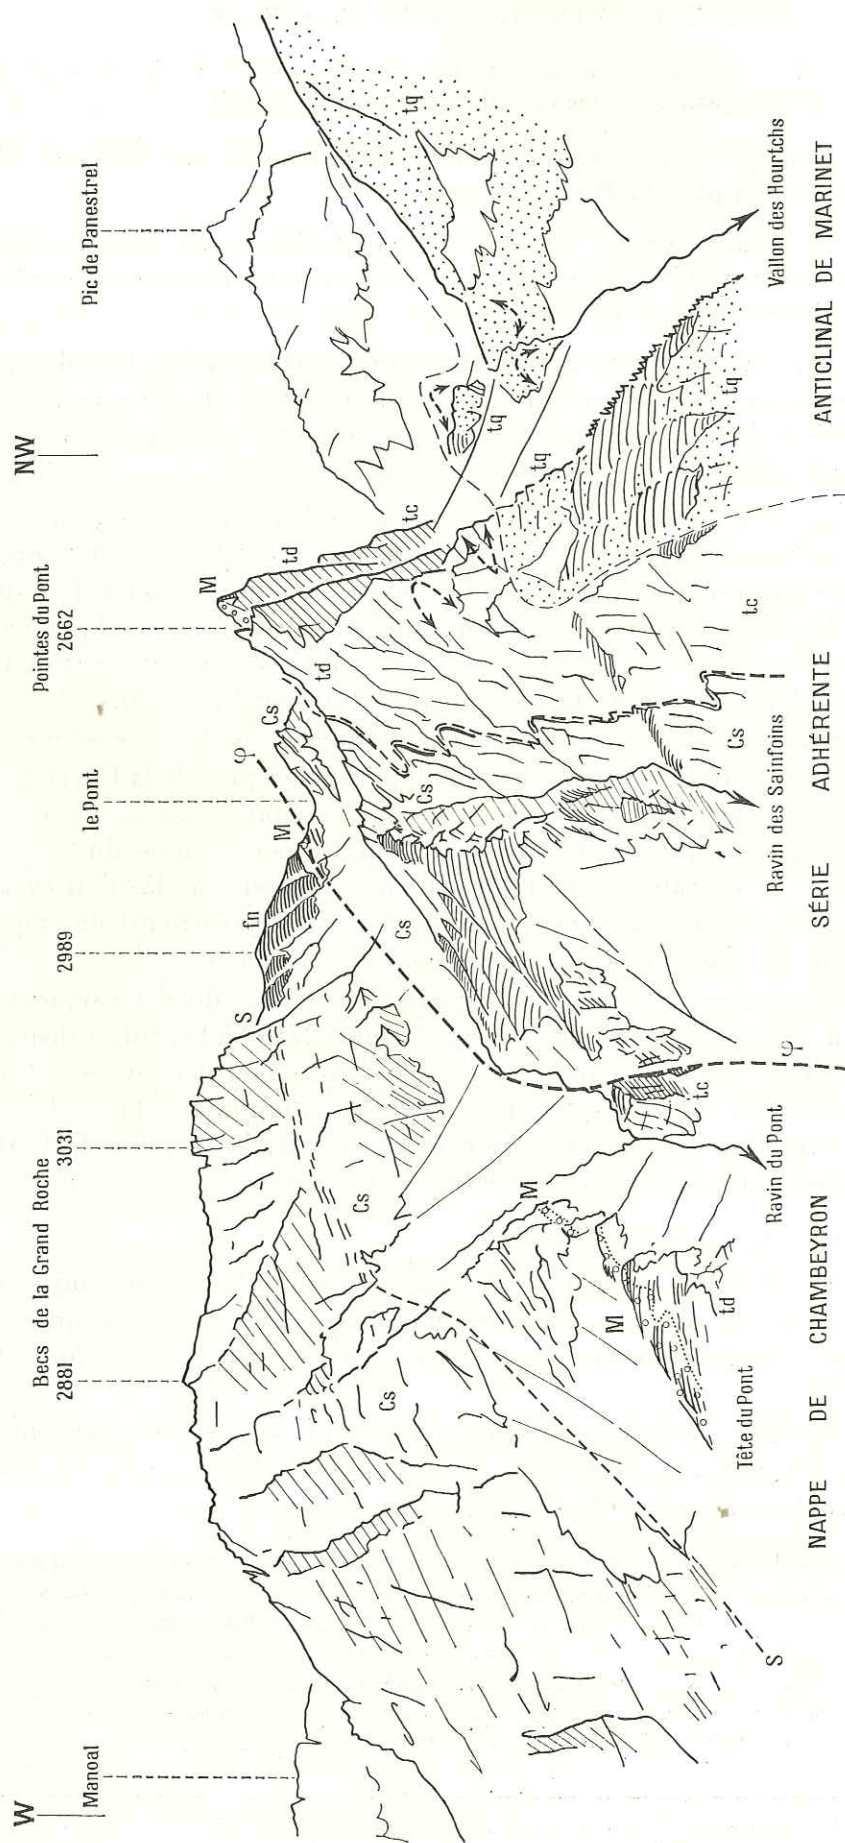 W
NW
Manoal
Becs de la Grand Roche
2881
3031
2989
le Pont
Pointes du Pont
2662
Pic de Panestrel
S
fn
M
Cs
φ
M
td
tc
td
tq
tq
tq
tq
Cs
Cs
Cs
Cs
Cs
tc
M
M
td
tc
S
φ
Tête du Pont
Ravin du Pont
Ravin des Sainfoins
Vallon des Hourtchs
NAPPE DE CHAMBEYRON
SÉRIE ADHÉRENTE
ANTICLINAL DE MARINET